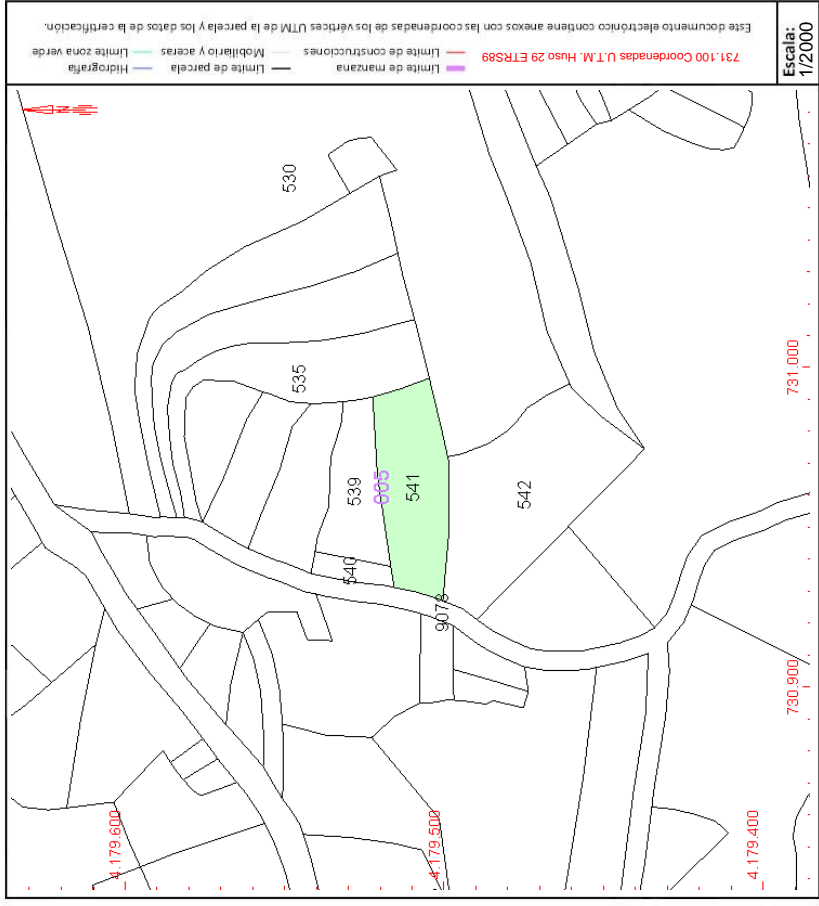 Este documento electrónico contiene anexos con las coordenadas de los vértices UTM de la parcela y los datos de la certificación.
731.100 Coordenadas U.T.M. Huso 29 ETRS89
Límite de manzana
Límite de construcciones
Límite de parcela
Mobiliario y aceras
Hidrografía
Límite zona verde
Escala:
1/2000
530
535
731.000
539
005
541
542
540
9078
730.900
4.179.600
4.179.500
4.179.400